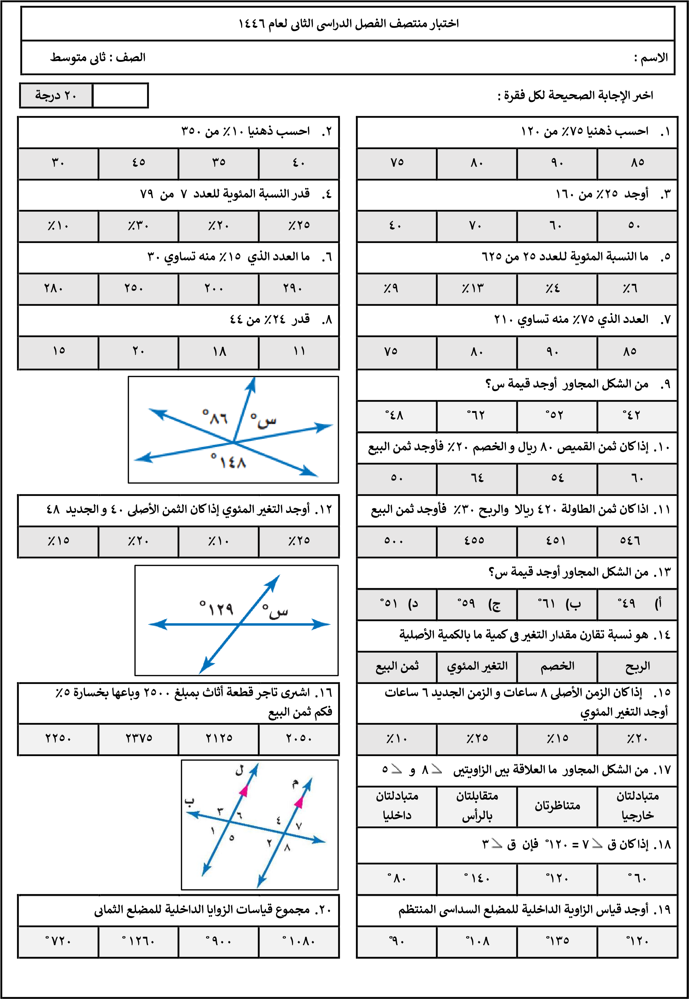 اختبار منتصف الفصل الدراسى الثانى لعام ١٤٤٦
الاسم :
الصف : ثانى متوسط
اختر الإجابة الصحيحة لكل فقرة :
٢٠ درجة
١. احسب ذهنيا ٧٥٪ من ١٢٠
٨٥ ٩٠ ٨٠ ٧٥
٢. احسب ذهنيا ١٠٪ من ٣٥٠
٤٠ ٣٥ ٤٥ ٣٠
٣. أوجد ٢٥٪ من ١٦٠
٥٠ ٦٠ ٧٠ ٤٠
٤. قدر النسبة المئوية للعدد ٧ من ٧٩
٢٥٪ ٢٠٪ ٣٠٪ ١٠٪
٥. ما النسبة المئوية للعدد ٢٥ من ٦٢٥
٦٪ ٤٪ ١٣٪ ٩٪
٦. ما العدد الذي ١٥٪ منه تساوي ٣٠
٢٩٠ ٢٠٠ ٢٥٠ ٢٨٠
٧. العدد الذي ٧٥٪ منه تساوي ٢١٠
٨٥ ٩٠ ٨٠ ٧٥
٨. قدر ٢٤٪ من ٤٤
١١ ١٨ ٢٠ ١٥
٩. من الشكل المجاور أوجد قيمة س؟
٤٢° ٥٢° ٦٢° ٤٨°
٨٦° س°
١٤٨°
١٠. إذا كان ثمن القميص ٨٠ ريال و الخصم ٢٠٪ فأوجد ثمن البيع
٦٠ ٥٤ ٦٤ ٥٠
١١. اذا كان ثمن الطاولة ٤٢٠ ريالا والربح ٣٠٪ فأوجد ثمن البيع
٥٤٦ ٤٥١ ٤٥٥ ٥٠٠
١٢. أوجد التغير المئوي إذا كان الثمن الأصلى ٤٠ و الجديد ٤٨
٢٥٪ ١٠٪ ٢٠٪ ١٥٪
١٣. من الشكل المجاور أوجد قيمة س؟
أ) ٤٩° ب) ٦١° ج) ٥٩° د) ٥١°
١٢٩° س°
١٤. هو نسبة تقارن مقدار التغير فى كمية ما بالكمية الأصلية
الربح الخصم التغير المئوي ثمن البيع
١٥. إذا كان الزمن الأصلى ٨ ساعات و الزمن الجديد ٦ ساعات
أوجد التغير المئوي
٢٠٪ ١٥٪ ٢٥٪ ١٠٪
١٦. اشترى تاجر قطعة أثاث بمبلغ ٢٥٠٠ وباعها بخسارة ٥٪
فكم ثمن البيع
٢٠٥٠ ٢١٢٥ ٢٣٧٥ ٢٢٥٠
١٧. من الشكل المجاور ما العلاقة بين الزاويتين ∠٨ و ∠٥
متبادلتان خارجيا متناظرتان متقابلتان بالرأس متبادلتان داخليا
ل
م
ب
٣ ٦ ٤ ٧
١ ٥ ٢ ٨
١٨. إذا كان ق ∠٧ = ١٢٠° فإن ق ∠٣
٦٠° ١٢٠° ١٤٠° ٨٠°
١٩. أوجد قياس الزاوية الداخلية للمضلع السداسى المنتظم
١٢٠° ١٣٥° ١٠٨° ٩٠°
٢٠. مجموع قياسات الزوايا الداخلية للمضلع الثمانى
١٠٨٠° ٩٠٠° ١٢٦٠° ٧٢٠°